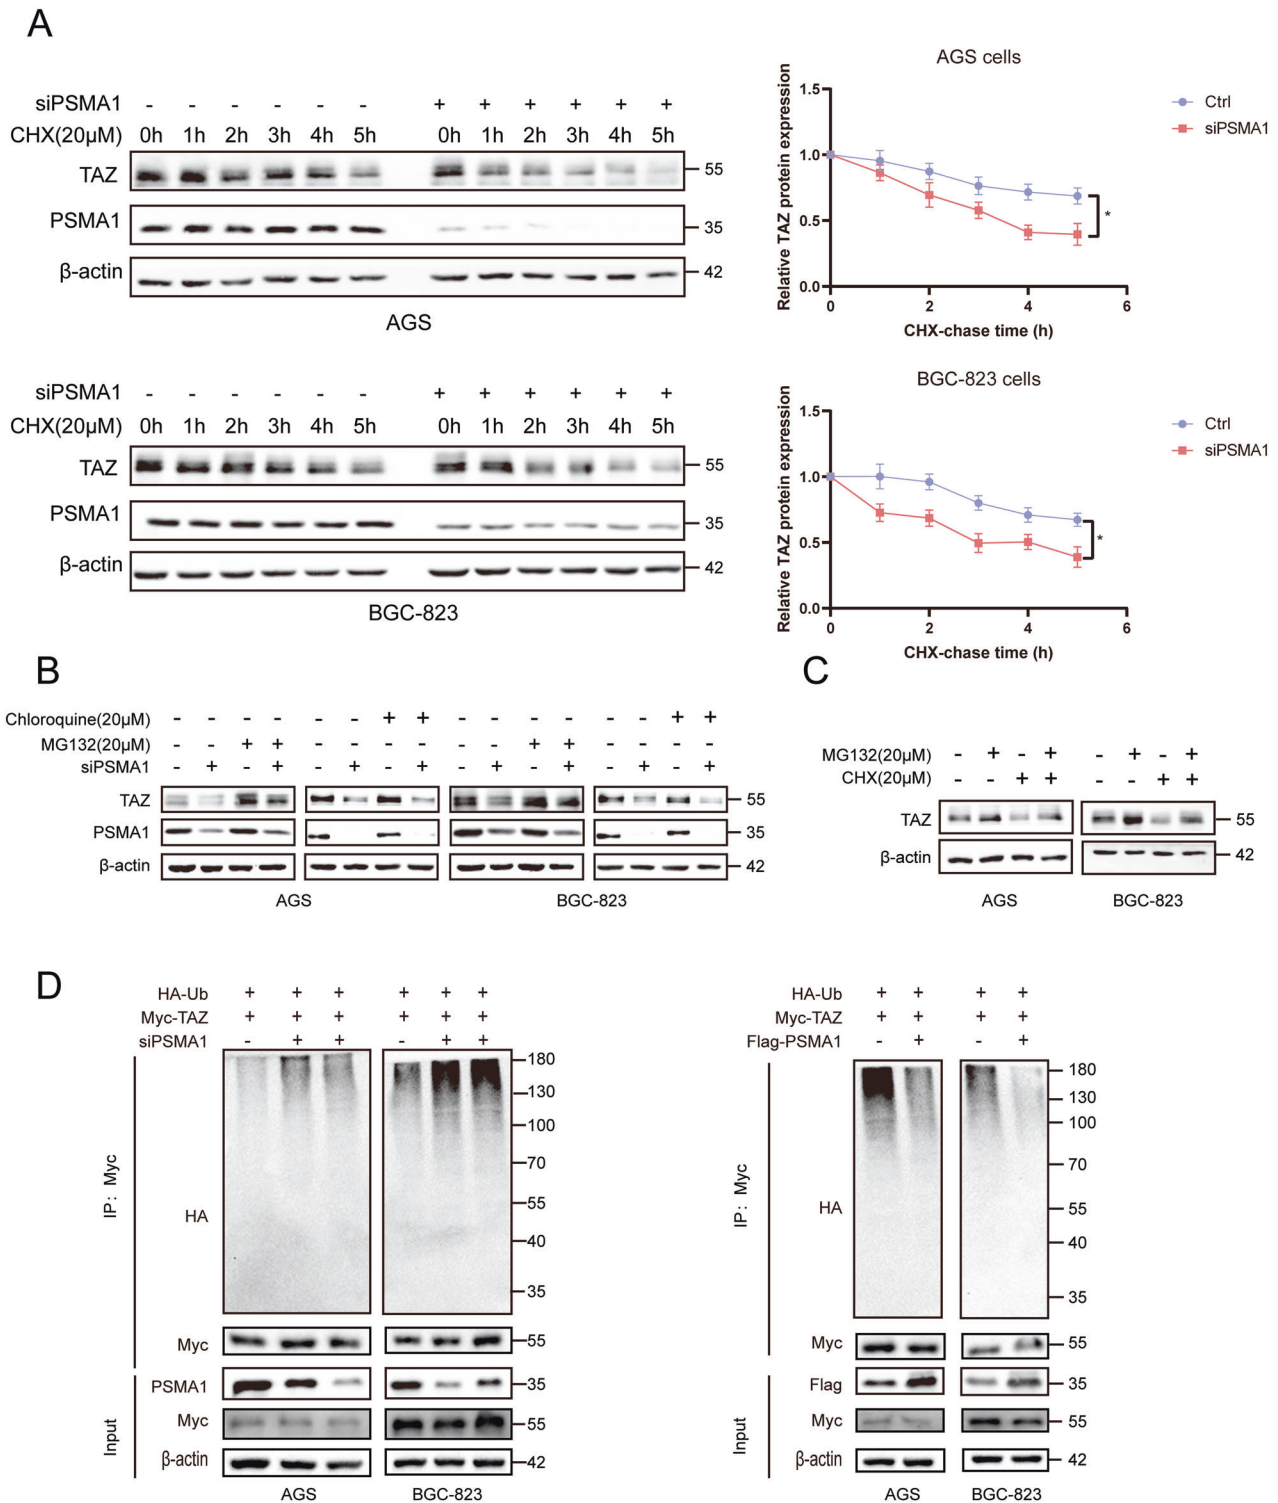 A
siPSMA1 - - - - - - + + + + + +
CHX(20μM) 0h 1h 2h 3h 4h 5h 0h 1h 2h 3h 4h 5h
TAZ 55
PSMA1 35
β-actin 42
AGS
AGS cells
Relative TAZ protein expression
1.5
1.0
0.5
0.0
0 2 4 6
CHX-chase time (h)
Ctrl
siPSMA1
*
siPSMA1 - - - - - - + + + + + +
CHX(20μM) 0h 1h 2h 3h 4h 5h 0h 1h 2h 3h 4h 5h
TAZ 55
PSMA1 35
β-actin 42
BGC-823
BGC-823 cells
Relative TAZ protein expression
1.5
1.0
0.5
0.0
0 2 4 6
CHX-chase time (h)
Ctrl
siPSMA1
*
B
Chloroquine(20μM) - - - - - - + + - - - - - - + +
MG132(20μM) - - + + - - - - - - + + - - - -
siPSMA1 - + - + - + - + - + - + - + - +
TAZ 55
PSMA1 35
β-actin 42
AGS BGC-823
C
MG132(20μM) - + - + - + - +
CHX(20μM) - - + + - - + +
TAZ 55
β-actin 42
AGS BGC-823
D
HA-Ub + + + + + +
Myc-TAZ + + + + + +
siPSMA1 - + + - + +
IP: Myc
HA
180
130
100
70
55
40
35
Myc 55
Input
PSMA1 35
Myc 55
β-actin 42
AGS BGC-823
HA-Ub + + + +
Myc-TAZ + + + +
Flag-PSMA1 - + - +
IP: Myc
HA
180
130
100
70
55
40
35
Myc 55
Input
Flag 35
Myc 55
β-actin 42
AGS BGC-823